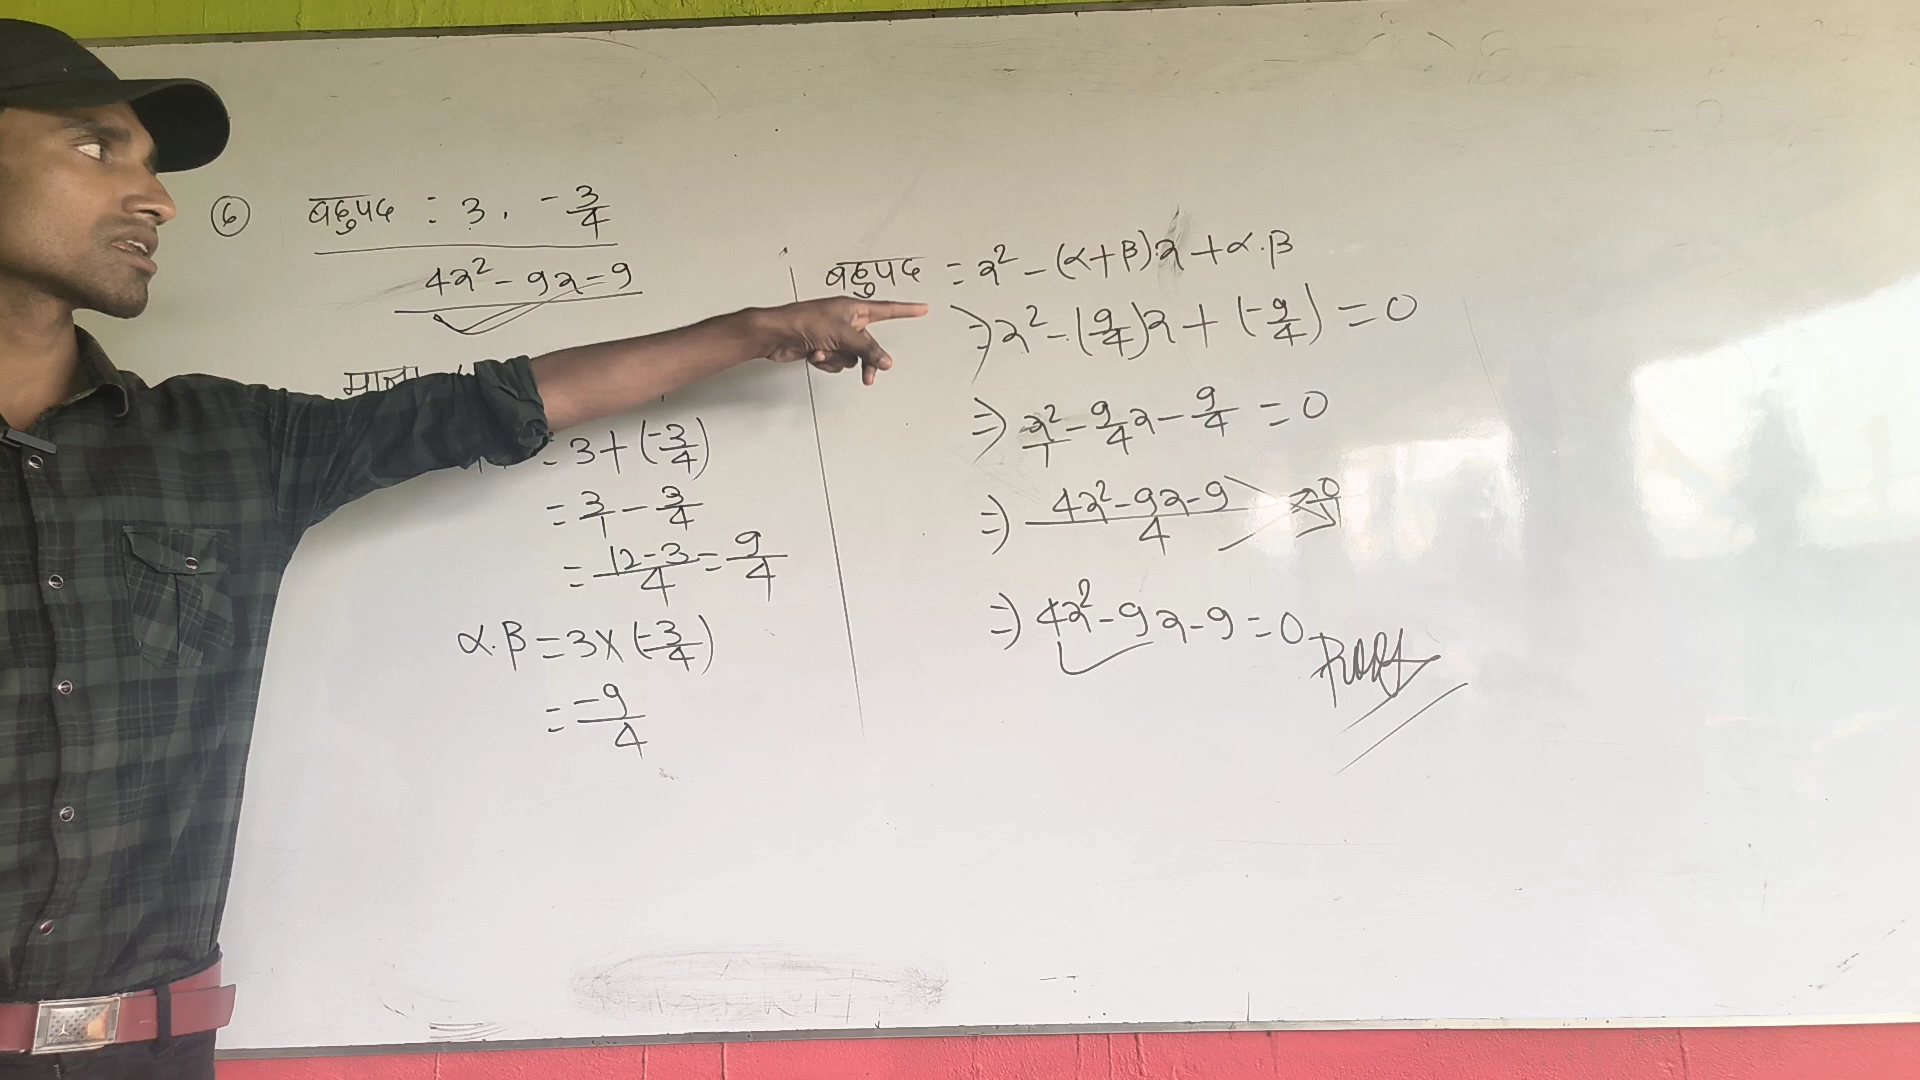 ⑥ बहुपद : 3, -3/4
4x² - 9x = 9
माना
= 3 + (-3/4)
= 3/1 - 3/4
= 12-3/4 = 9/4
α.β = 3 × (-3/4)
= -9/4
बहुपद = x² - (α+β)x + α.β
⇒ x² - (9/4)x + (-9/4) = 0
⇒ x²/1 - 9/4x - 9/4 = 0
⇒ 4x² - 9x - 9/4 = 0/1
⇒ 4x² - 9x - 9 = 0